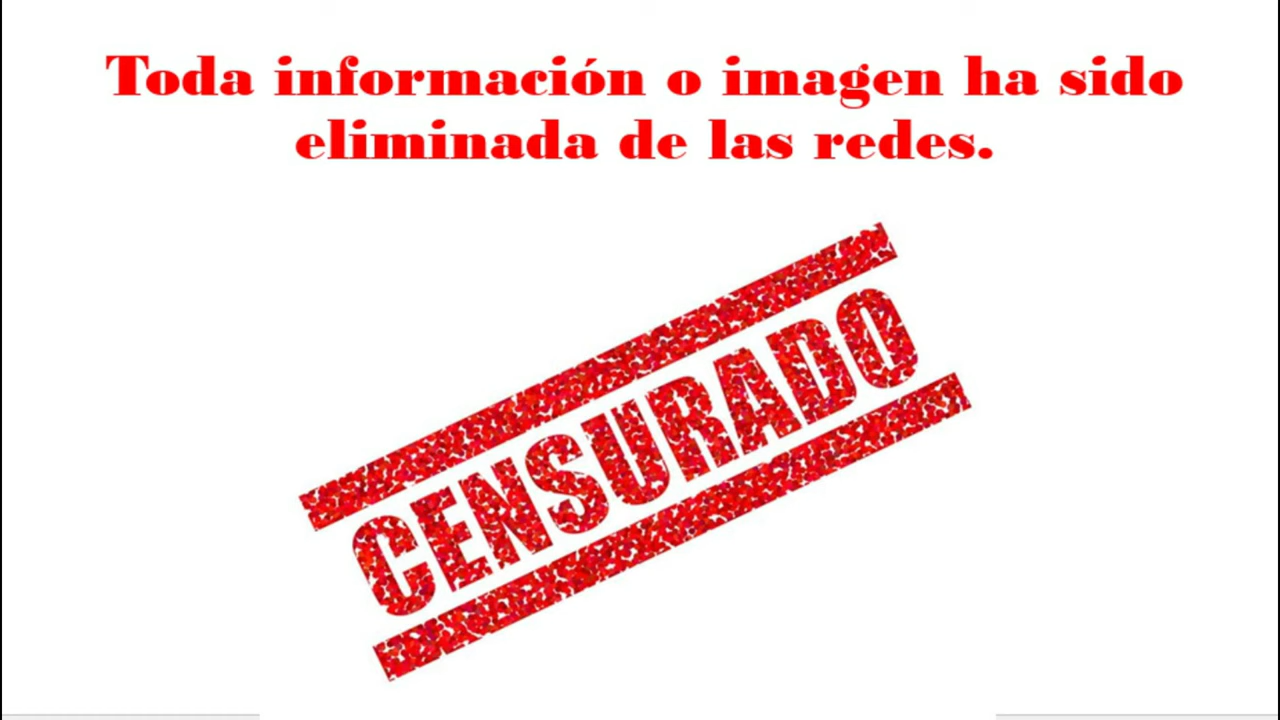 Toda información o imagen ha sido
eliminada de las redes.
CENSURADO